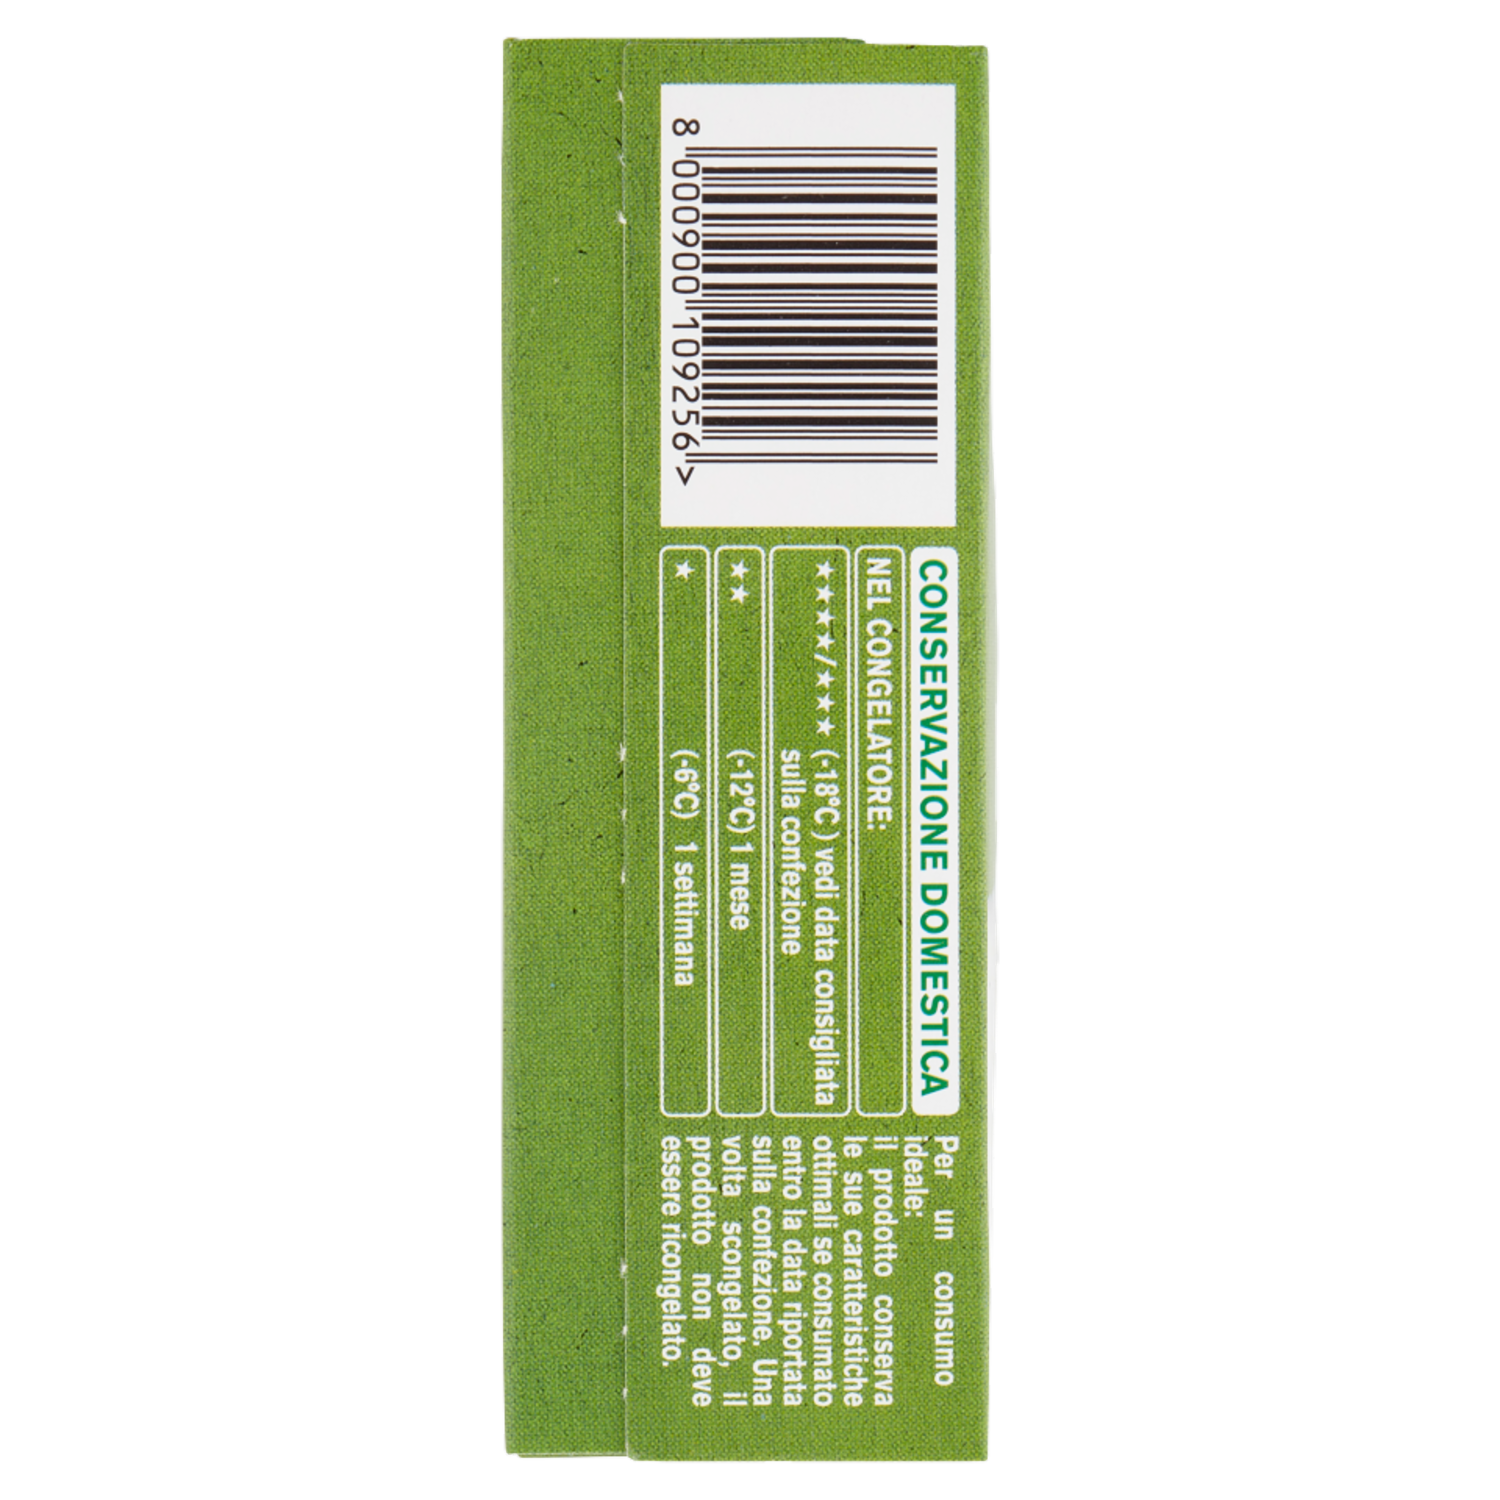 8 000900 109256 >
CONSERVAZIONE DOMESTICA
NEL CONGELATORE:
★★★★/★★★ (-18°C) vedi data consigliata
sulla confezione
★★ (-12°C) 1 mese
★ (-6°C) 1 settimana
Per un consumo
ideale:
il prodotto conserva
le sue caratteristiche
ottimali se consumato
entro la data riportata
sulla confezione. Una
volta scongelato, il
prodotto non deve
essere ricongelato.